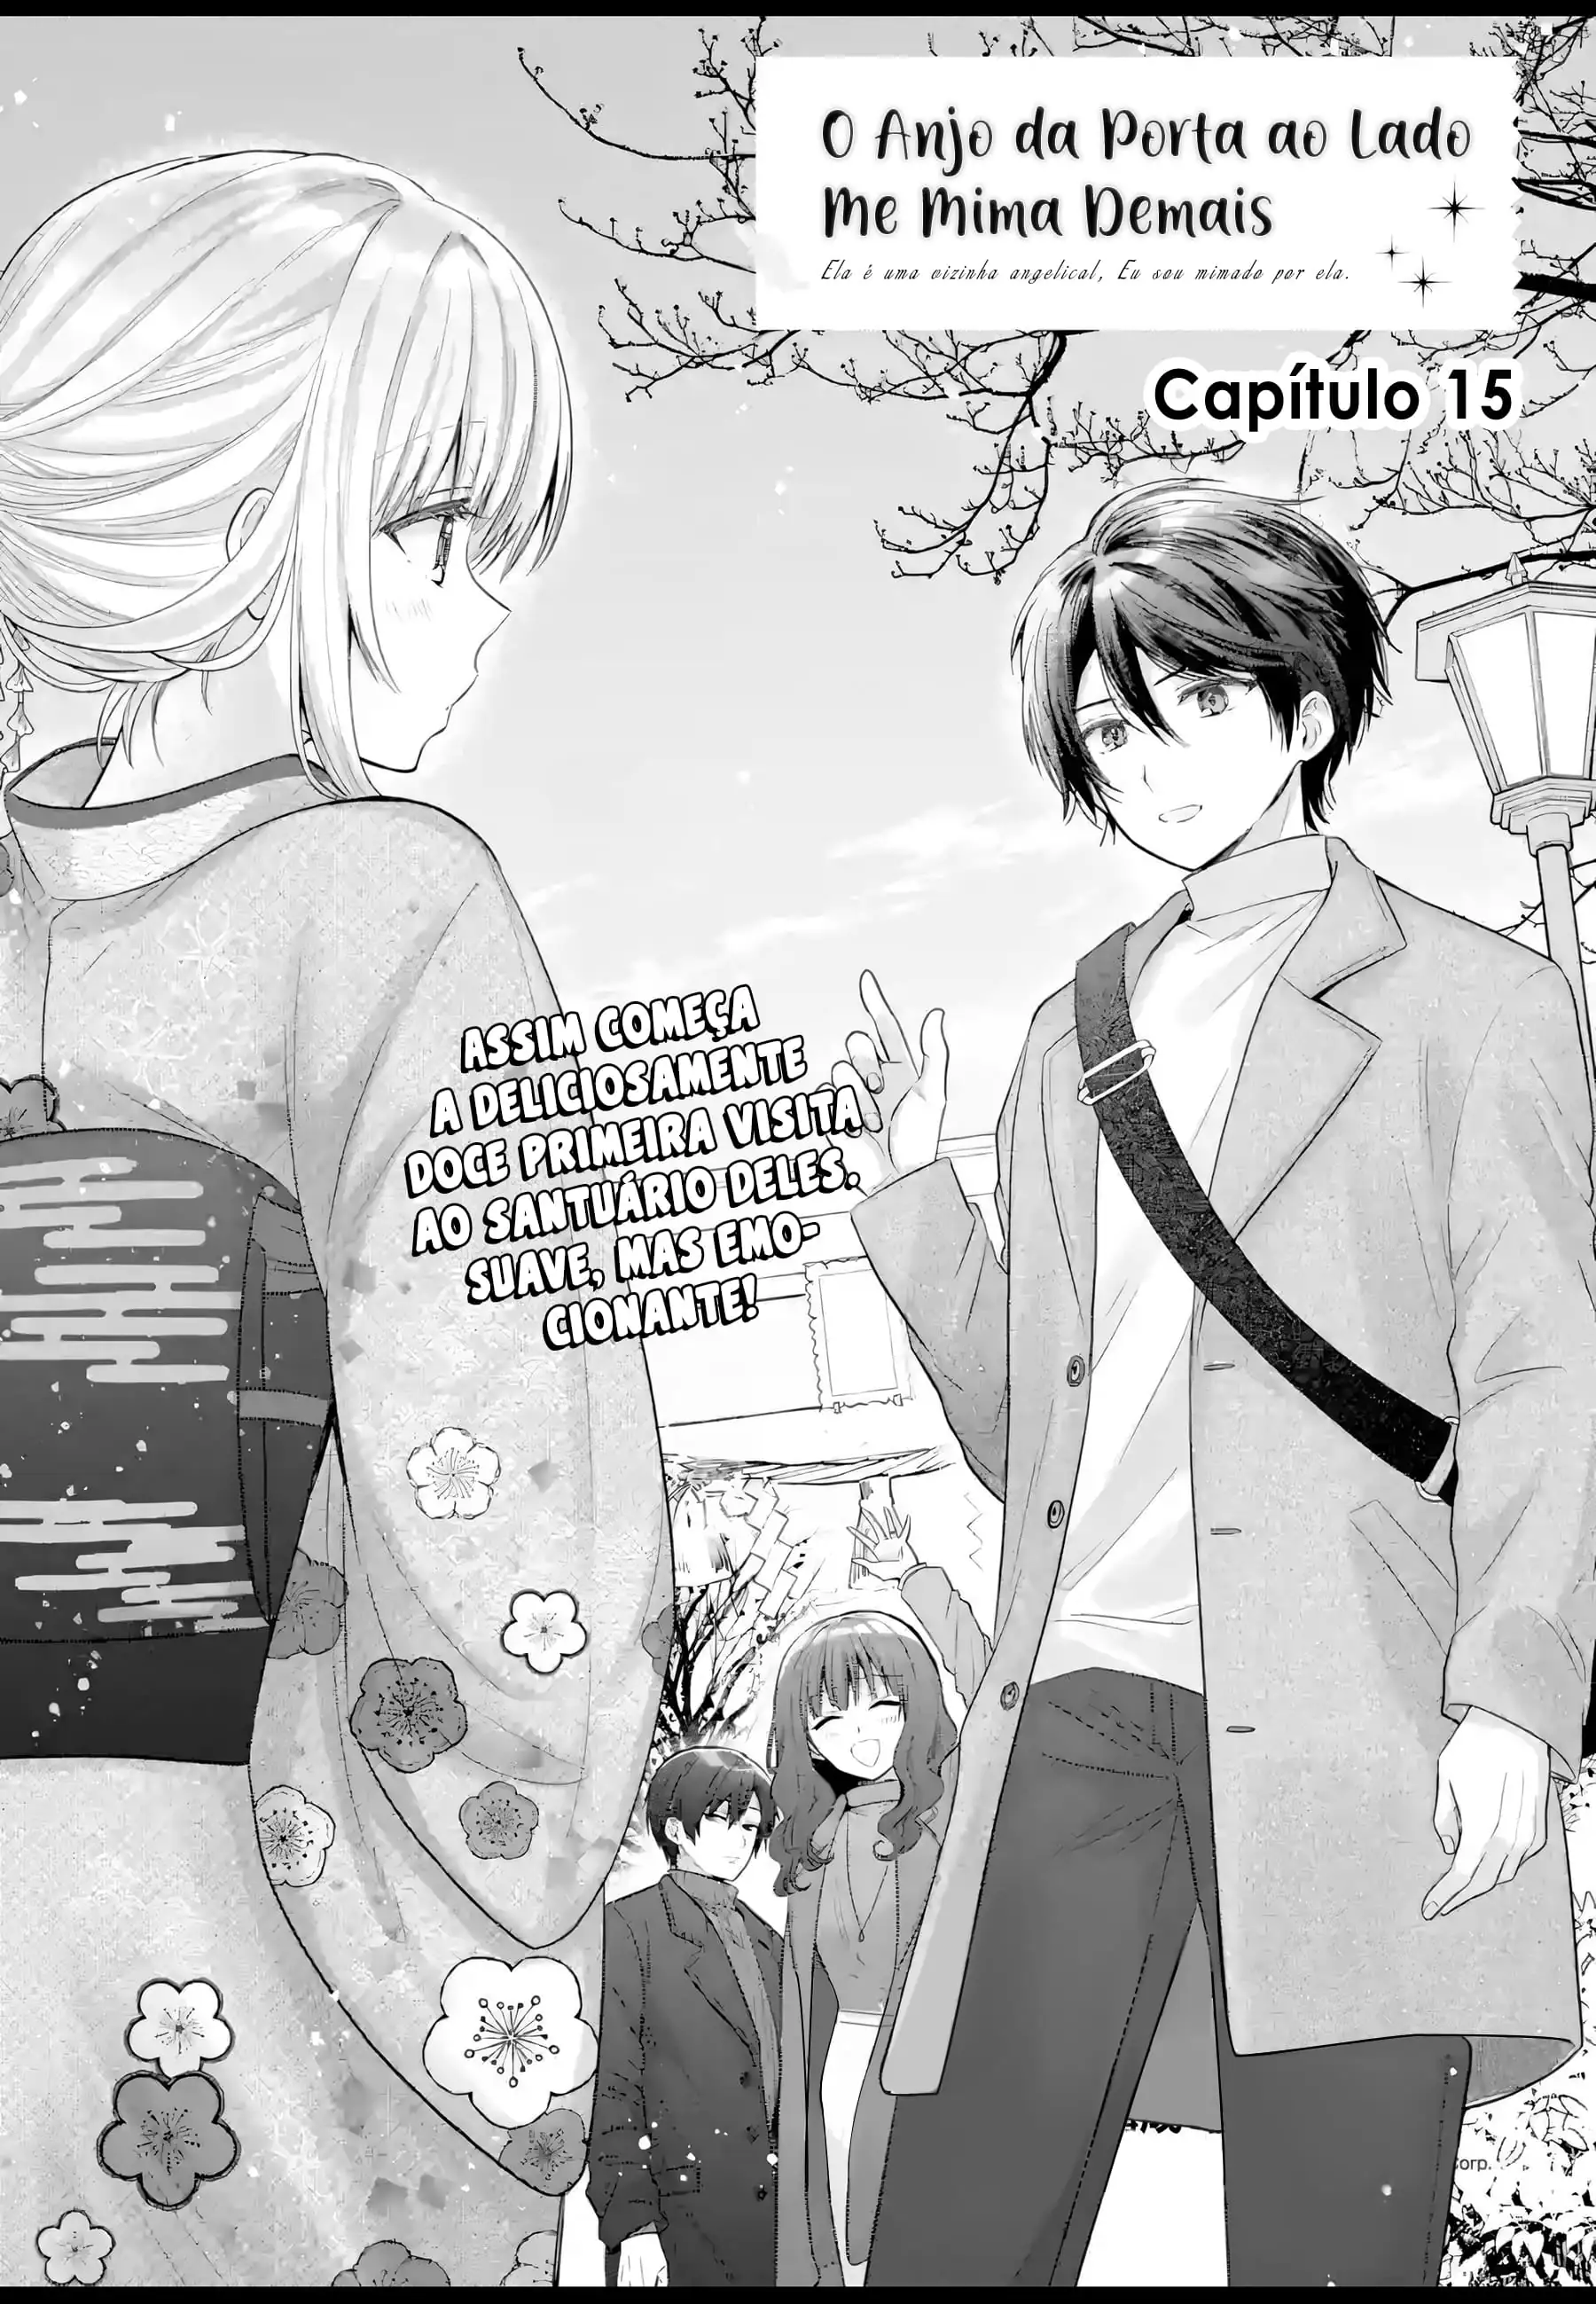 O Anjo da Porta ao Lado
Me Mima Demais
Ela é uma vizinha angelical, Eu sou mimado por ela.
Capítulo 15
ASSIM COMEÇA
A DELICIOSAMENTE
DOCE PRIMEIRA VISITA
AO SANTUÁRIO DELES.
SUAVE, MAS EMO-
CIONANTE!
orp.